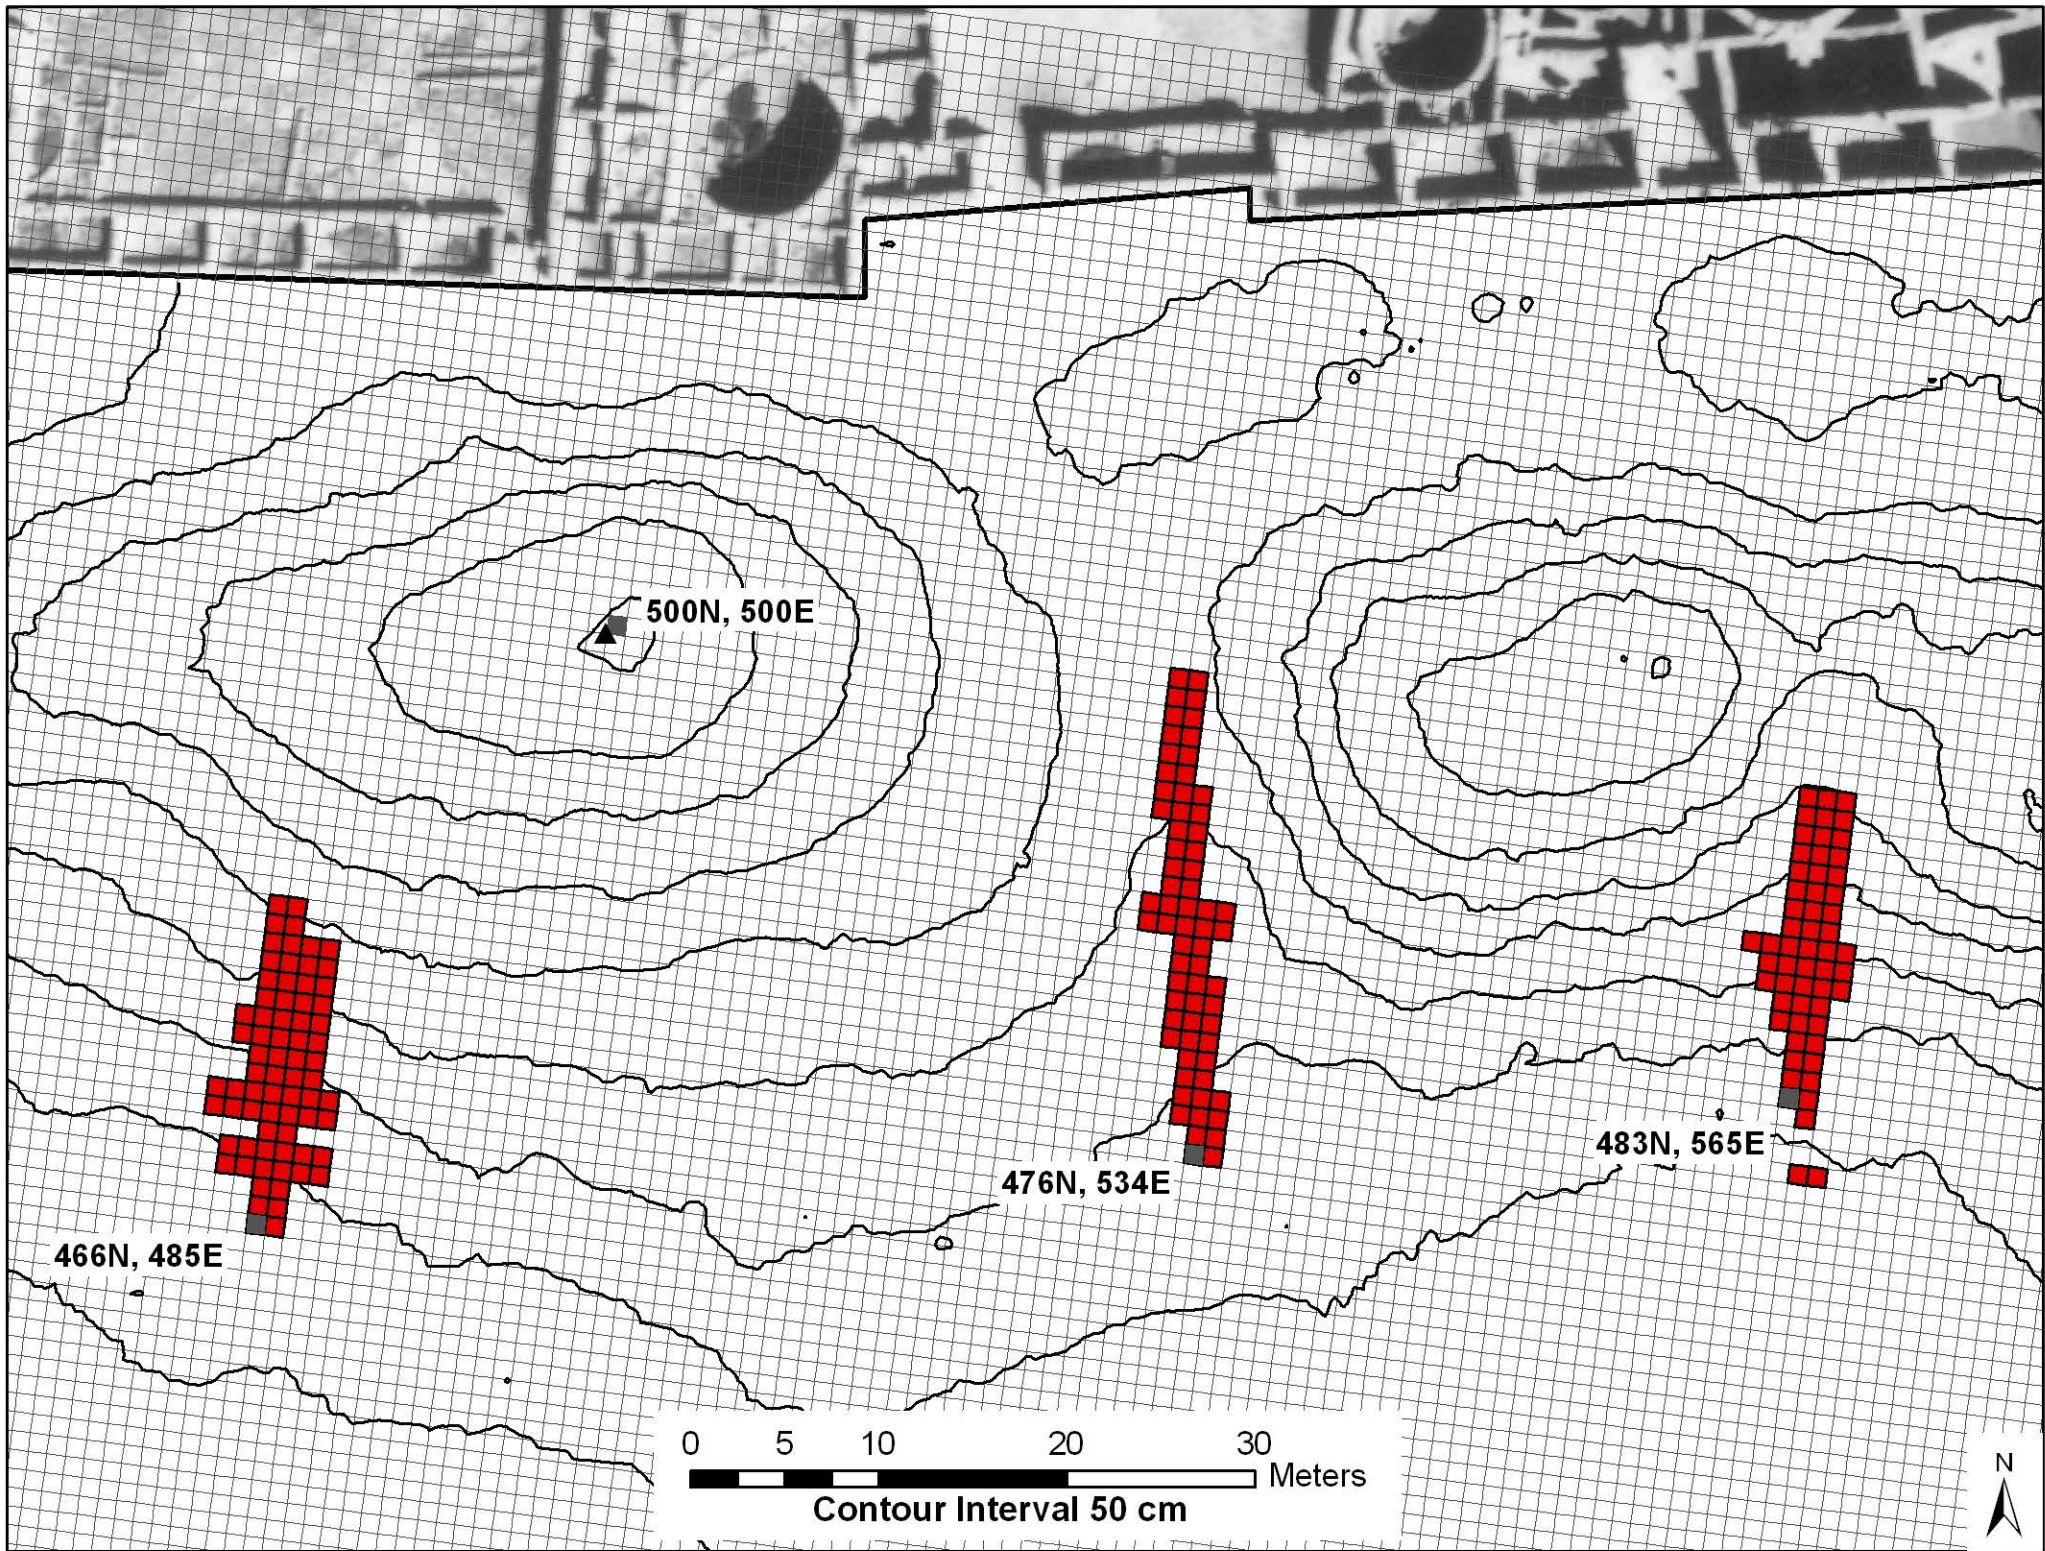 500N, 500E
483N, 565E
476N, 534E
466N, 485E
0 5 10 20 30
Meters
Contour Interval 50 cm
N